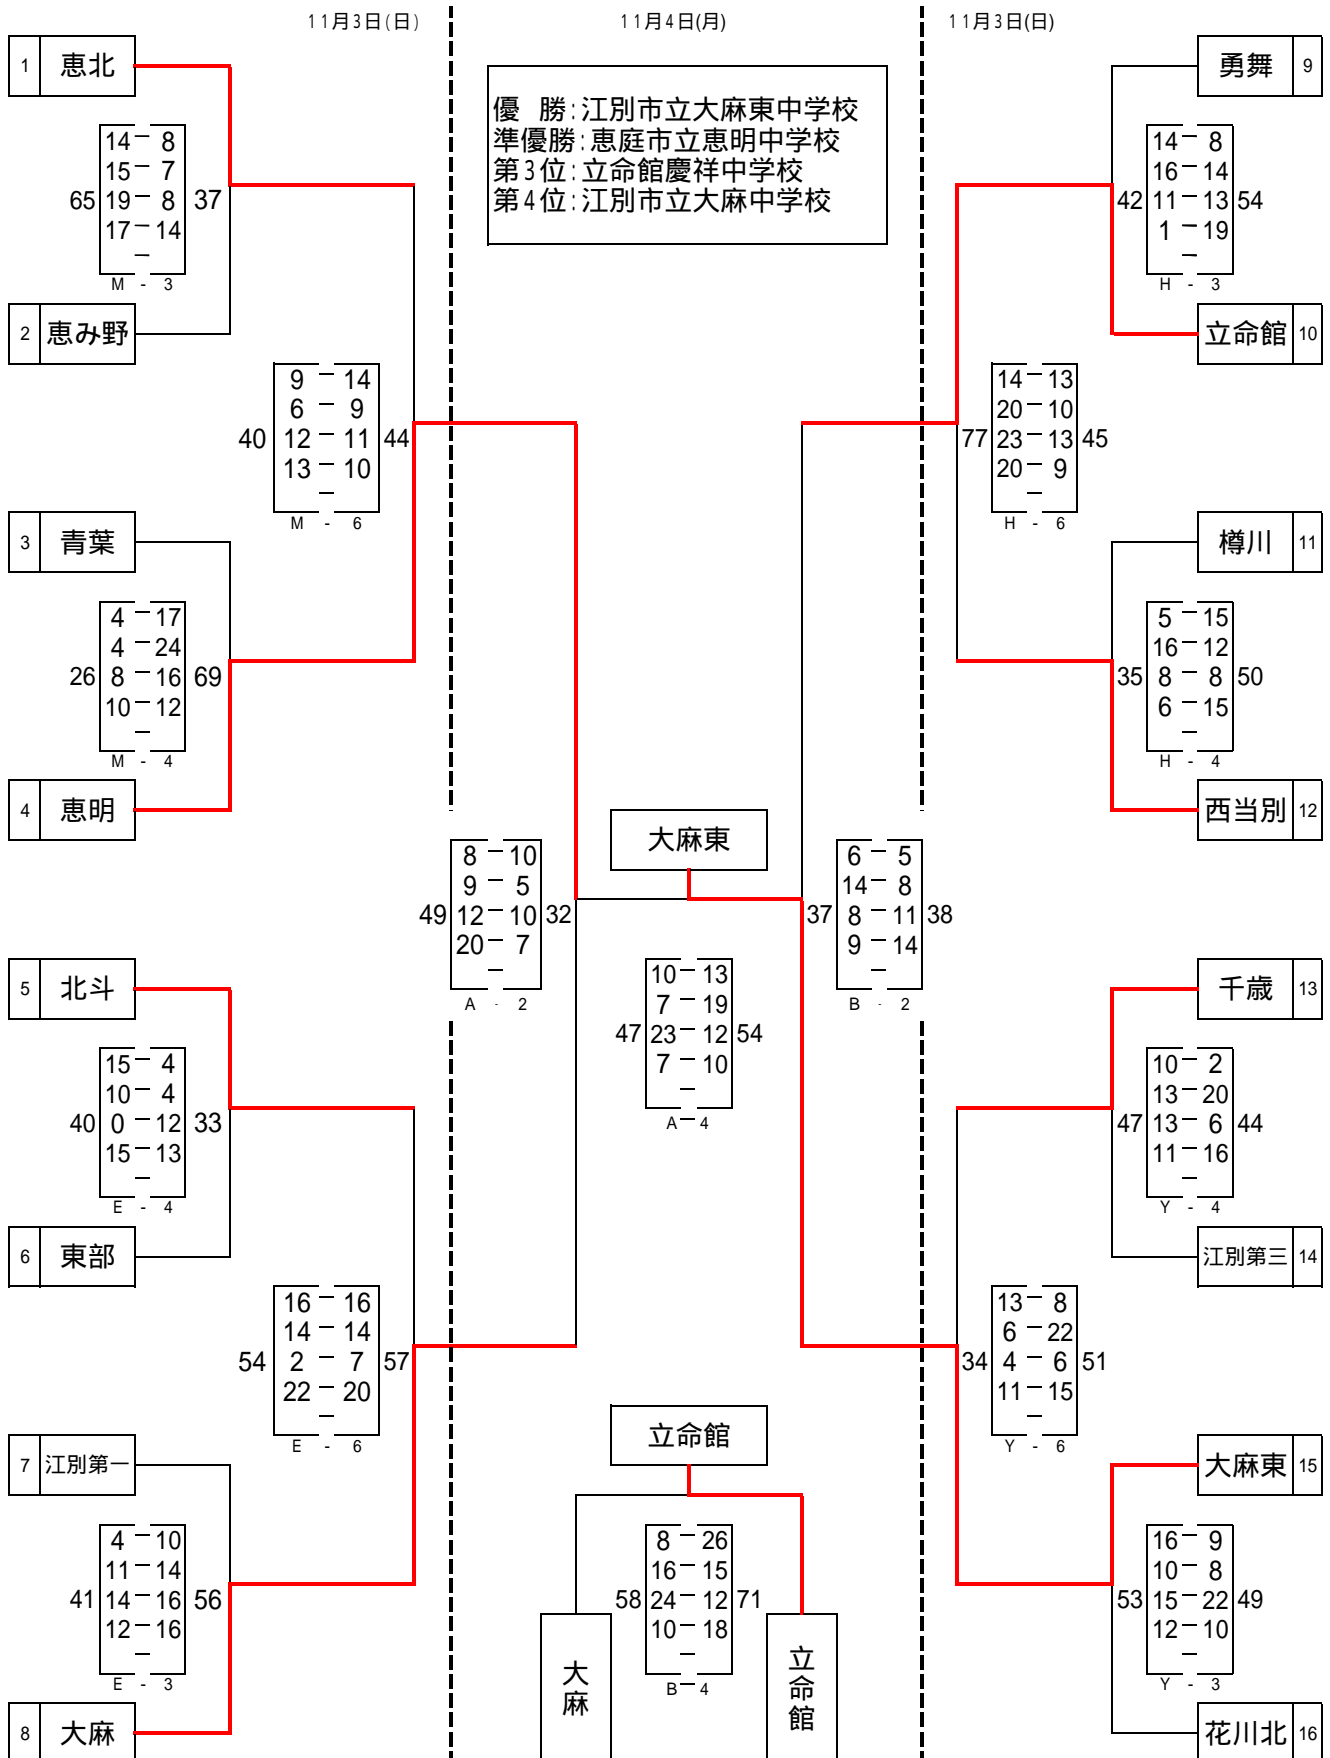 11月3日(日)
11月4日(月)
11月3日(日)
優 勝:江別市立大麻東中学校
準優勝:恵庭市立恵明中学校
第3位:立命館慶祥中学校
第4位:江別市立大麻中学校
1 恵北
14 － 8
15 － 7
65 19 － 8 37
17 － 14
－
M - 3
2 恵み野
9 － 14
6 － 9
40 12 － 11 44
13 － 10
－
M - 6
3 青葉
4 － 17
4 － 24
26 8 － 16 69
10 － 12
－
M - 4
4 恵明
8 － 10
9 － 5
49 12 － 10 32
20 － 7
－
A - 2
5 北斗
15 － 4
10 － 4
40 0 － 12 33
15 － 13
－
E - 4
6 東部
16 － 16
14 － 14
54 2 － 7 57
22 － 20
－
E - 6
7 江別第一
4 － 10
11 － 14
41 14 － 16 56
12 － 16
－
E - 3
8 大麻
大麻東
10 － 13
7 － 19
47 23 － 12 54
7 － 10
－
A － 4
立命館
8 － 26
16 － 15
58 24 － 12 71
10 － 18
－
B － 4
大麻
立命館
勇舞 9
14 － 8
16 － 14
42 11 － 13 54
1 － 19
－
H - 3
立命館 10
14 － 13
20 － 10
77 23 － 13 45
20 － 9
－
H - 6
樽川 11
5 － 15
16 － 12
35 8 － 8 50
6 － 15
－
H - 4
西当別 12
6 － 5
14 － 8
37 8 － 11 38
9 － 14
－
B - 2
千歳 13
10 － 2
13 － 20
47 13 － 6 44
11 － 16
－
Y - 4
江別第三 14
13 － 8
6 － 22
34 4 － 6 51
11 － 15
－
Y - 6
大麻東 15
16 － 9
10 － 8
53 15 － 22 49
12 － 10
－
Y - 3
花川北 16